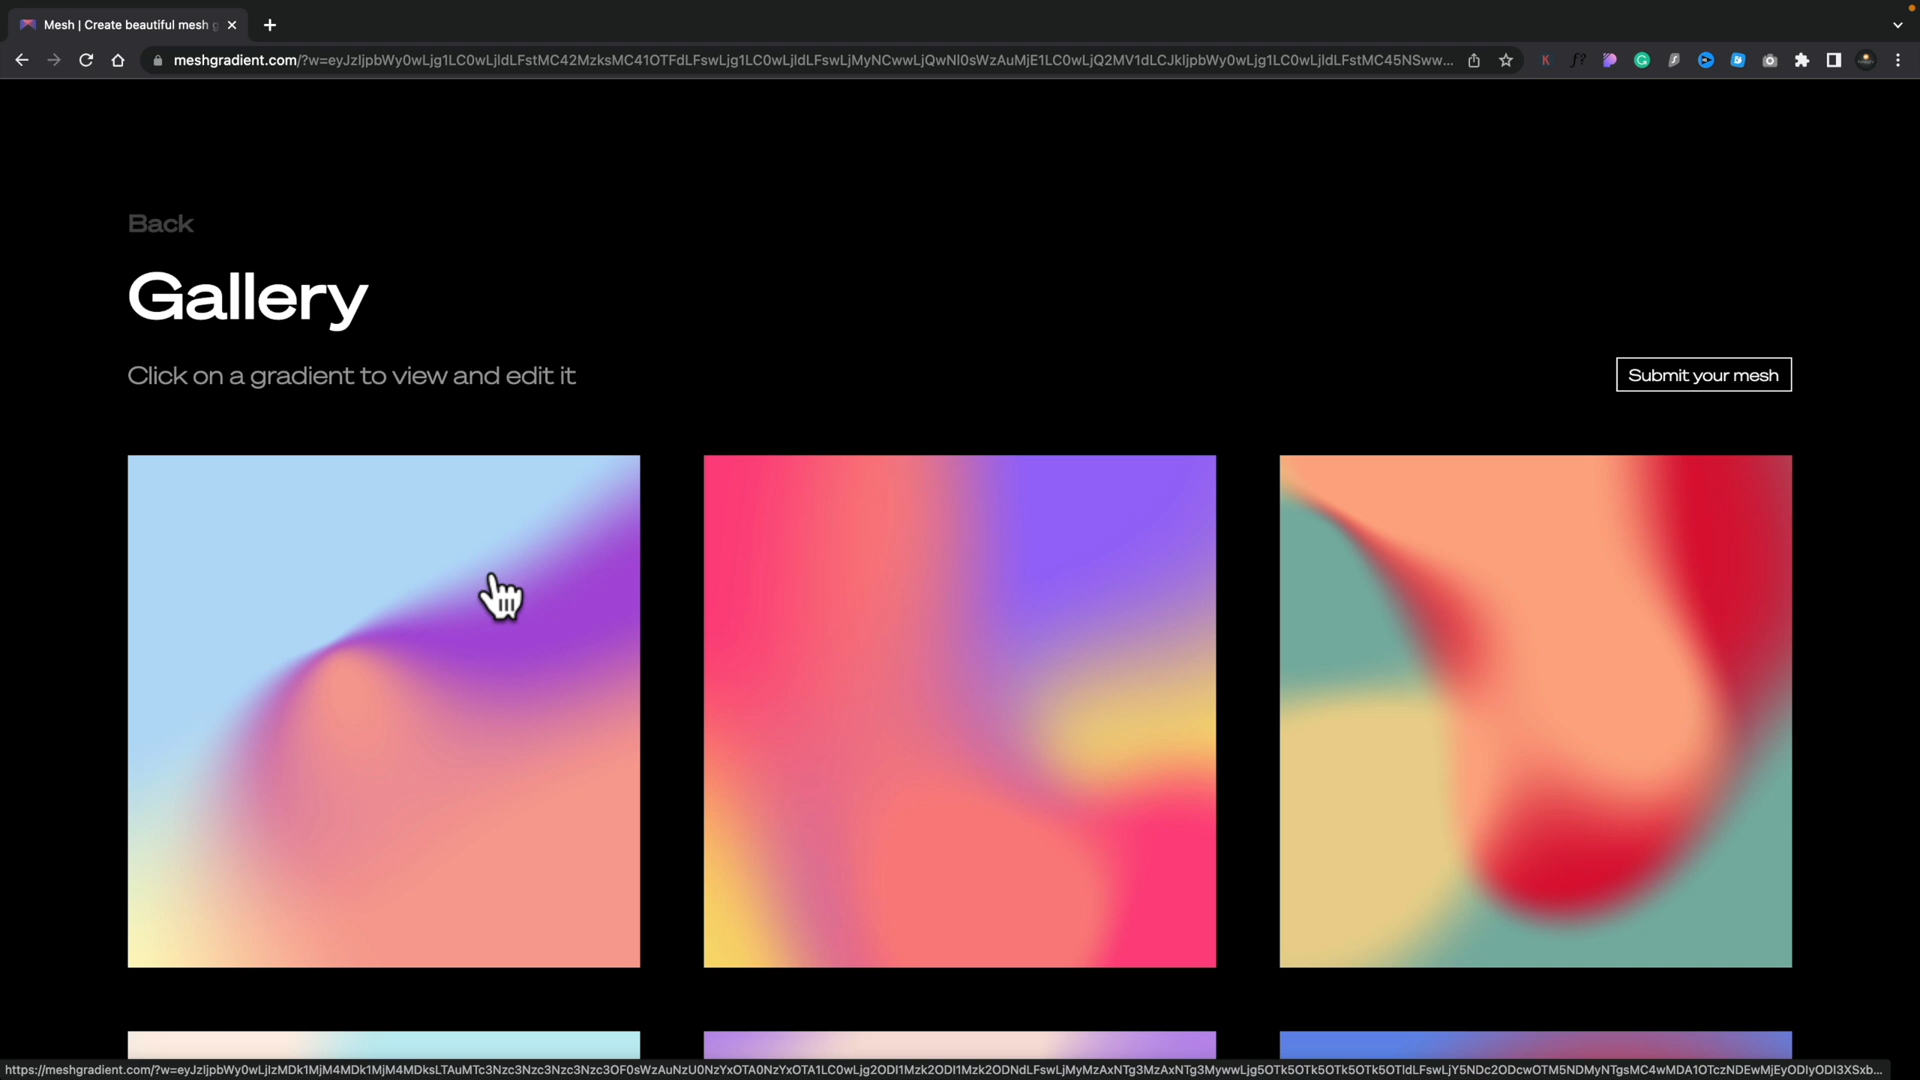 Mesh | Create beautiful mesh g
meshgradient.com
Back
Gallery
Click on a gradient to view and edit it
Submit your mesh